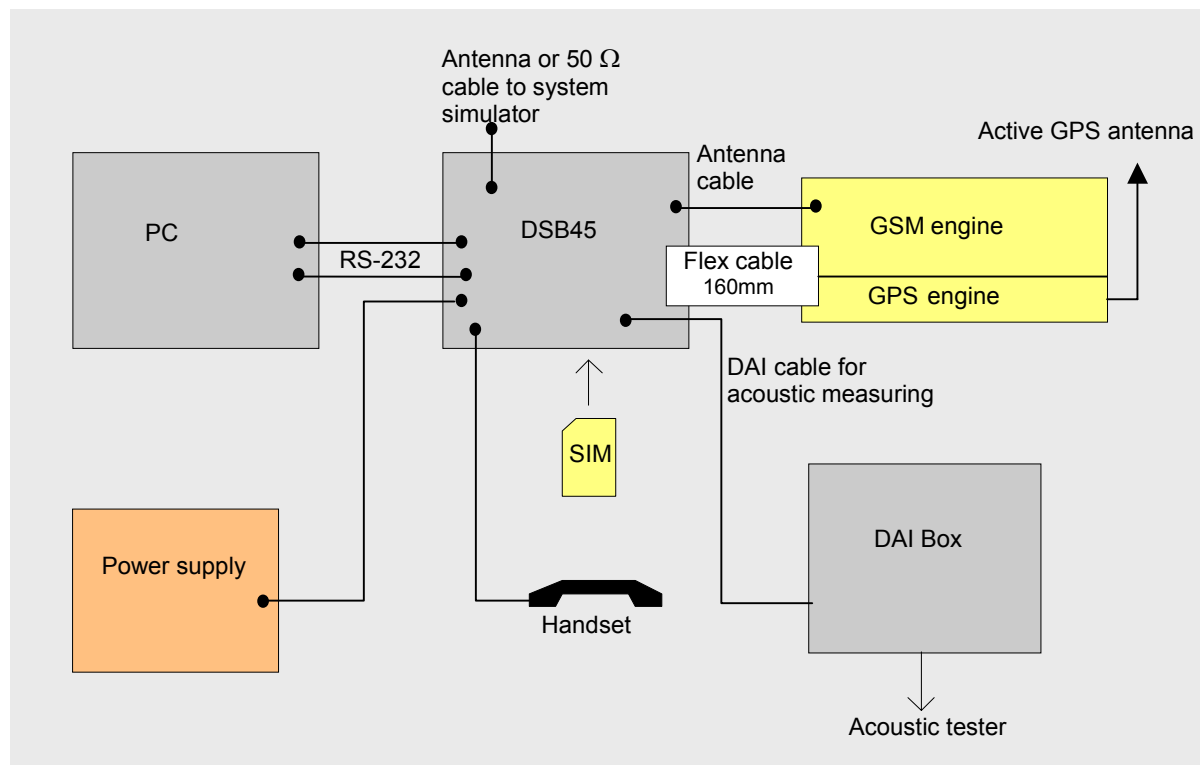 Antenna or 50 Ω
cable to system
simulator
Active GPS antenna
Antenna
cable
PC
DSB45
GSM engine
RS-232
Flex cable
160mm
GPS engine
DAI cable for
acoustic measuring
SIM
Power supply
DAI Box
Handset
Acoustic tester